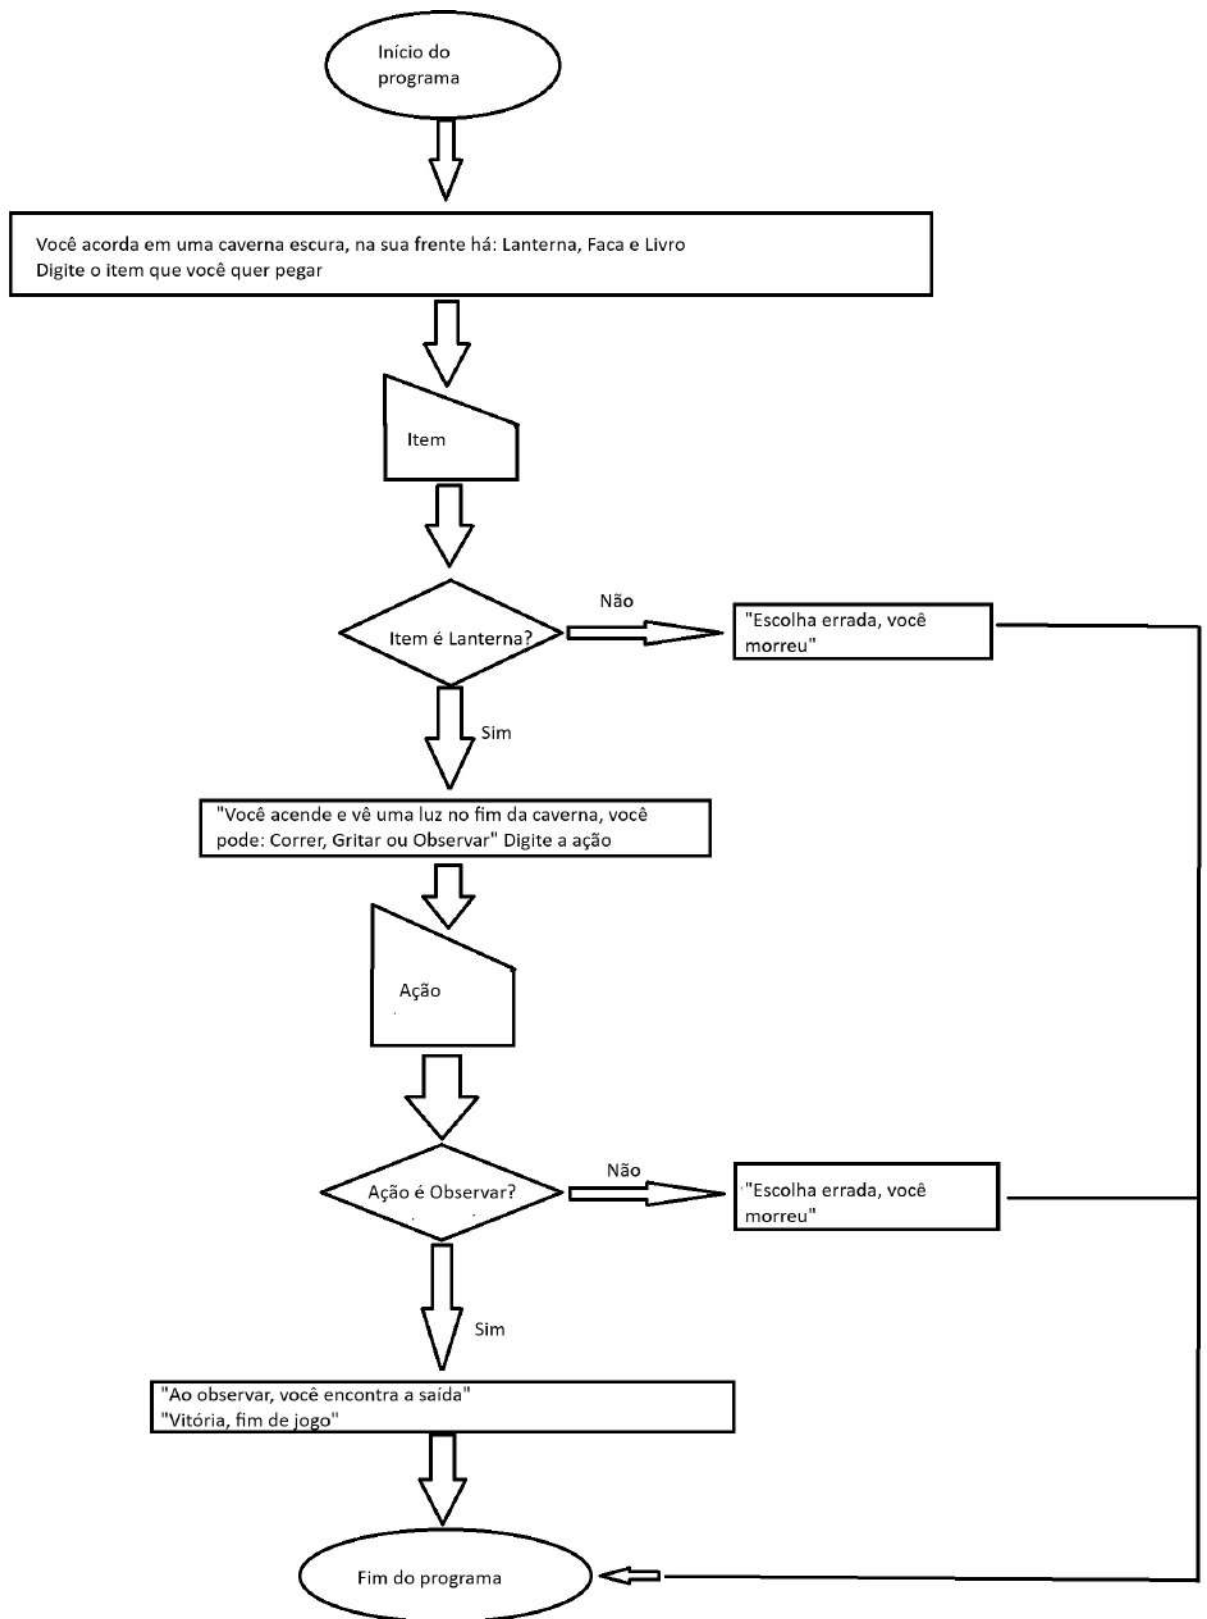 Início do
programa
Você acorda em uma caverna escura, na sua frente há: Lanterna, Faca e Livro
Digite o item que você quer pegar
Item
Item é Lanterna?
Não
"Escolha errada, você
morreu"
Sim
"Você acende e vê uma luz no fim da caverna, você
pode: Correr, Gritar ou Observar" Digite a ação
Ação
Ação é Observar?
Não
"Escolha errada, você
morreu"
Sim
"Ao observar, você encontra a saída"
"Vitória, fim de jogo"
Fim do programa